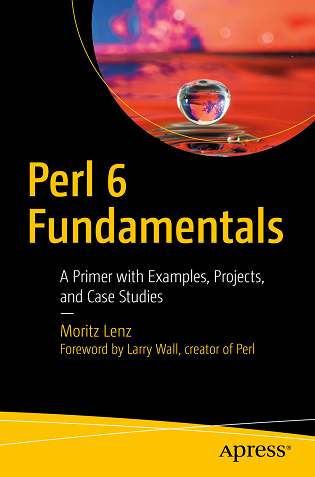 Perl 6
Fundamentals
A Primer with Examples, Projects,
and Case Studies
—
Moritz Lenz
Foreword by Larry Wall, creator of Perl
Apress®